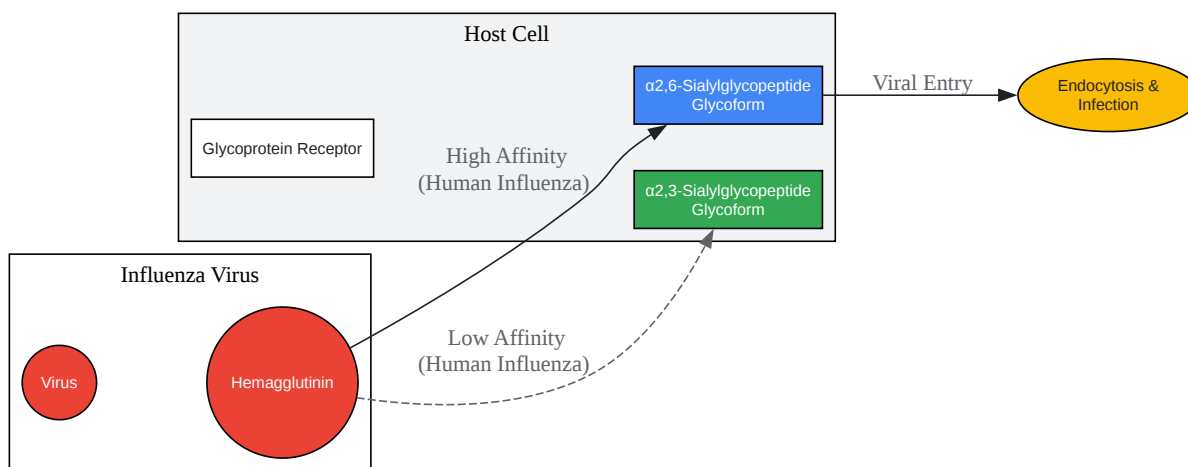 Host Cell
α2,6-Sialylglycopeptide
Glycoform
Viral Entry
Endocytosis &
Infection
Glycoprotein Receptor
High Affinity
(Human Influenza)
α2,3-Sialylglycopeptide
Glycoform
Influenza Virus
Low Affinity
(Human Influenza)
Virus
Hemagglutinin